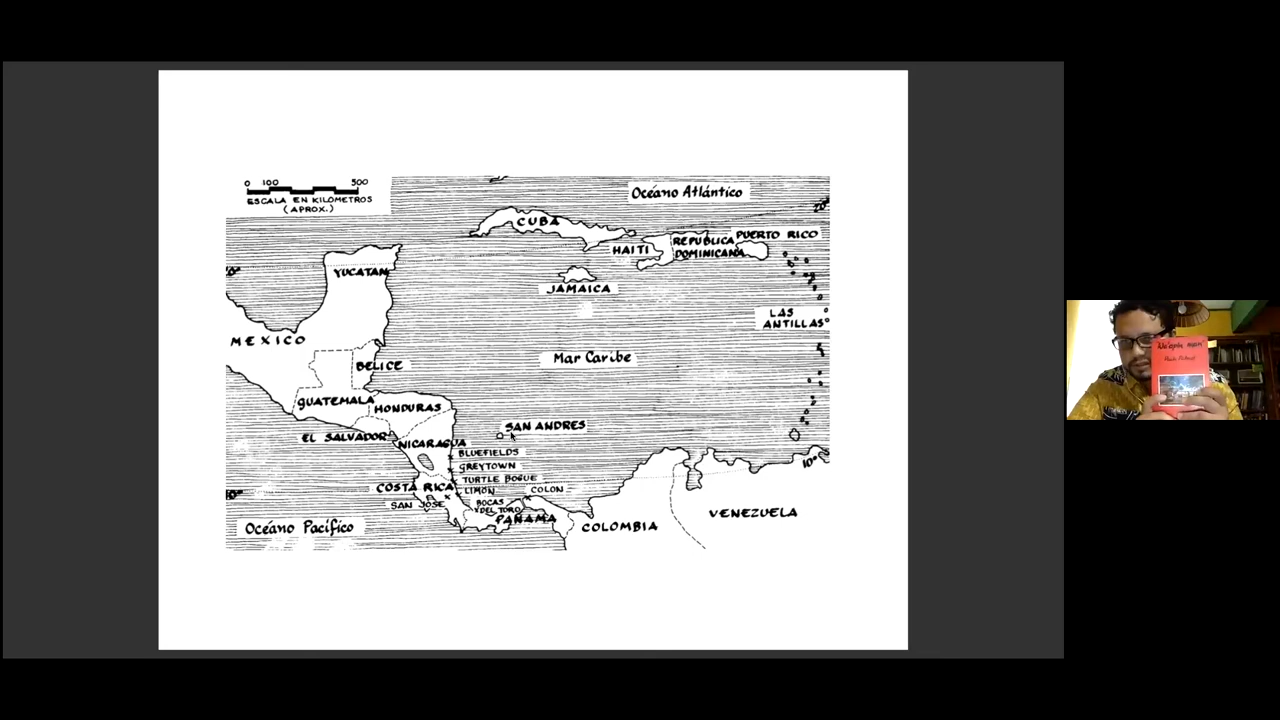 0 100 500
ESCALA EN KILOMETROS
(APROX.)
Océano Atlántico
20°
CUBA
HAITI
REPUBLICA
DOMINICANA
PUERTO RICO
YUCATAN
JAMAICA
LAS
ANTILLAS
MEXICO
Mar Caribe
BELICE
GUATEMALA
HONDURAS
SAN ANDRES
EL SALVADOR
NICARAGUA
BLUEFIELDS
GREYTOWN
TURTLE BOGUE
COSTA RICA
LIMON
COLON
SAN JOSE
BOCAS
DEL TORO
PANAMA
10°
Océano Pacífico
COLOMBIA
VENEZUELA